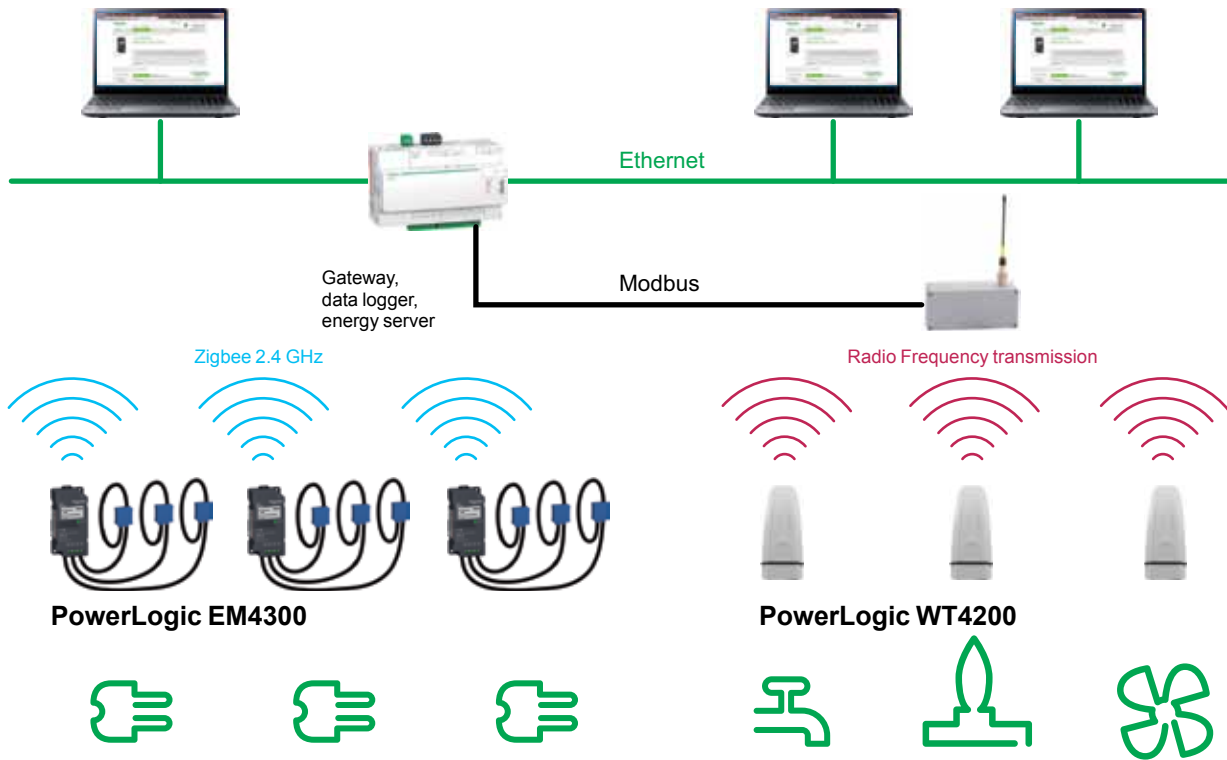 Ethernet
Gateway,
data logger,
energy server
Modbus
Zigbee 2.4 GHz
Radio Frequency transmission
PowerLogic EM4300
PowerLogic WT4200